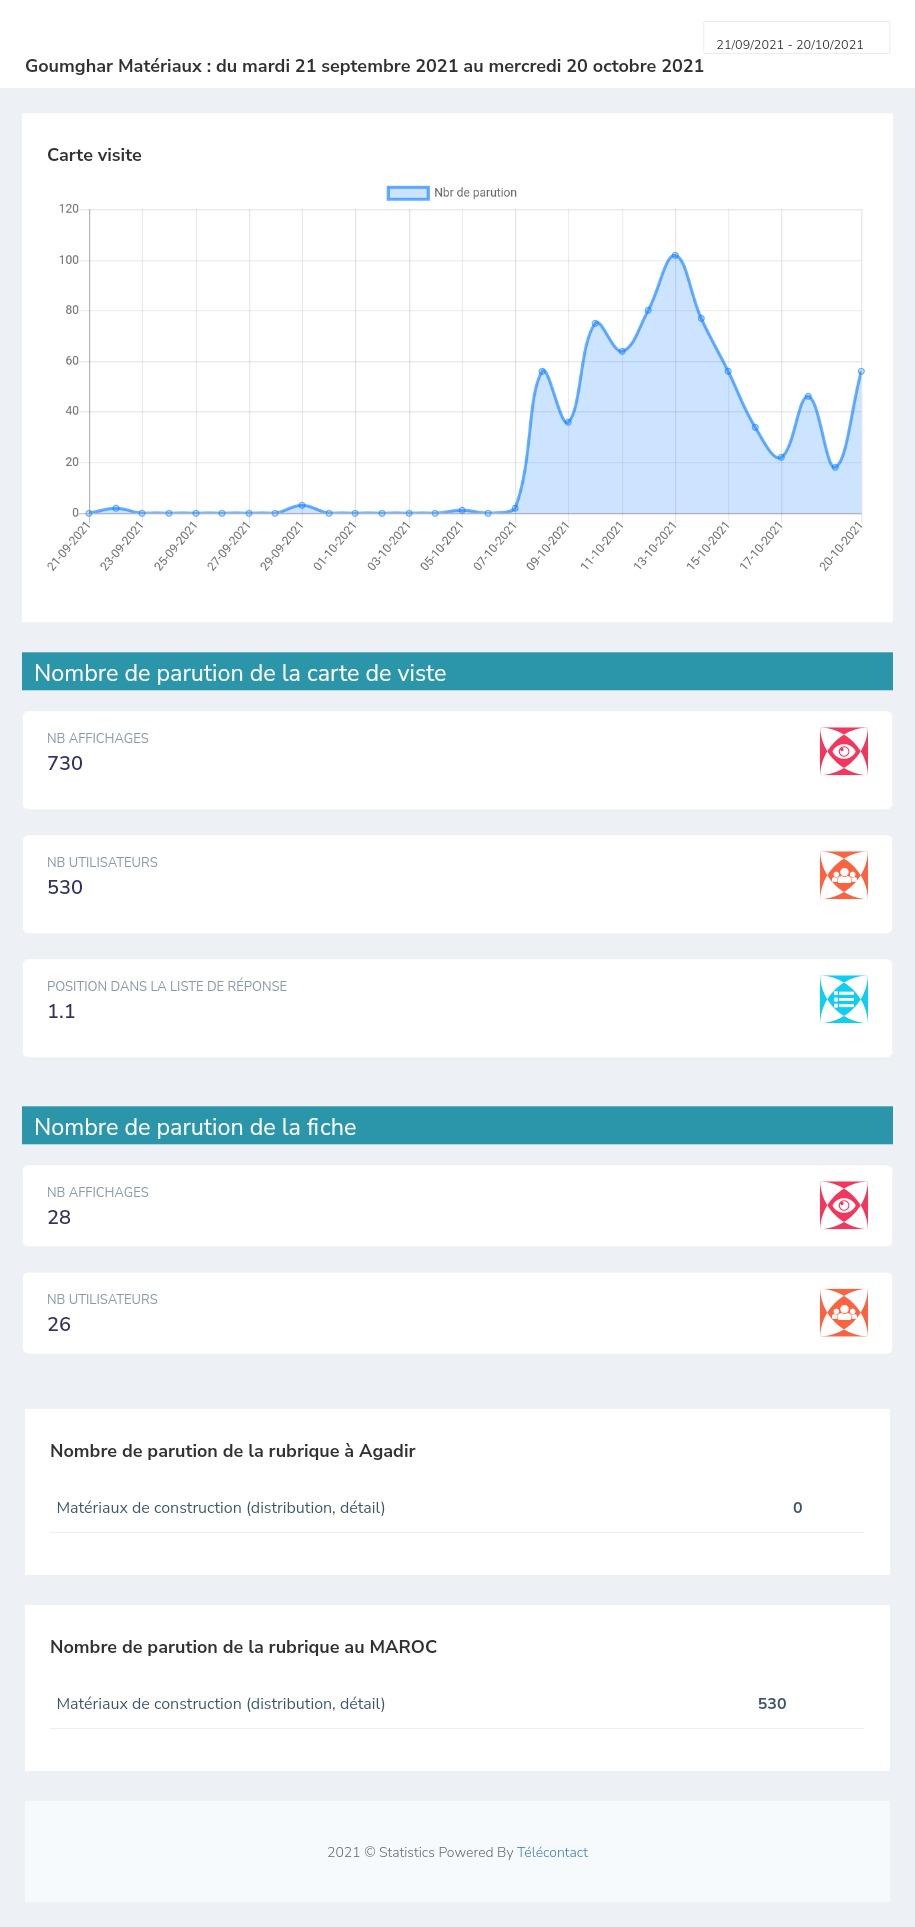 21/09/2021 - 20/10/2021
Goumghar Matériaux : du mardi 21 septembre 2021 au mercredi 20 octobre 2021
Carte visite
Nbr de parution
120
100
80
60
40
20
0
21-09-2021
23-09-2021
25-09-2021
27-09-2021
29-09-2021
01-10-2021
03-10-2021
05-10-2021
07-10-2021
09-10-2021
11-10-2021
13-10-2021
15-10-2021
17-10-2021
20-10-2021
Nombre de parution de la carte de viste
NB AFFICHAGES
730
NB UTILISATEURS
530
POSITION DANS LA LISTE DE RÉPONSE
1.1
Nombre de parution de la fiche
NB AFFICHAGES
28
NB UTILISATEURS
26
Nombre de parution de la rubrique à Agadir
Matériaux de construction (distribution, détail) 0
Nombre de parution de la rubrique au MAROC
Matériaux de construction (distribution, détail) 530
2021 © Statistics Powered By Télécontact